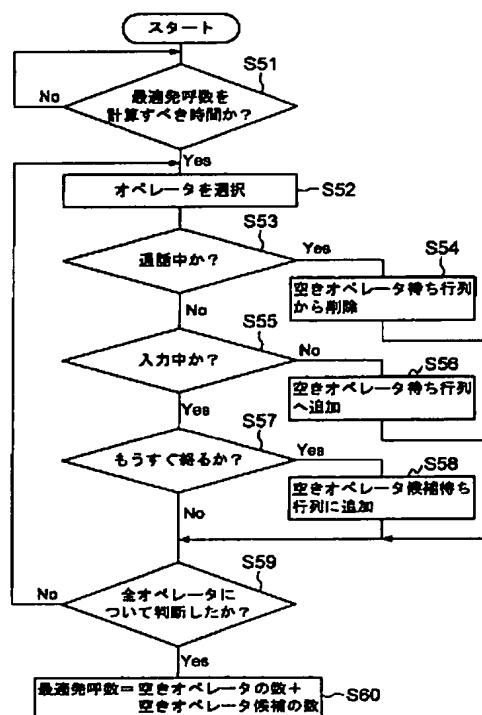 スタート
S51
最適発呼数を
計算すべき時間か?
No
Yes
オペレータを選択
S52
S53
通話中か?
Yes
S54
空きオペレータ待ち行列
から削除
No
S55
入力中か?
No
S56
空きオペレータ待ち行列
へ追加
Yes
S57
もうすぐ終るか?
Yes
S58
空きオペレータ候補待ち
行列に追加
No
S59
全オペレータに
ついて判断したか?
No
Yes
最適発呼数=空きオペレータの数+
空きオペレータ候補の数
S60